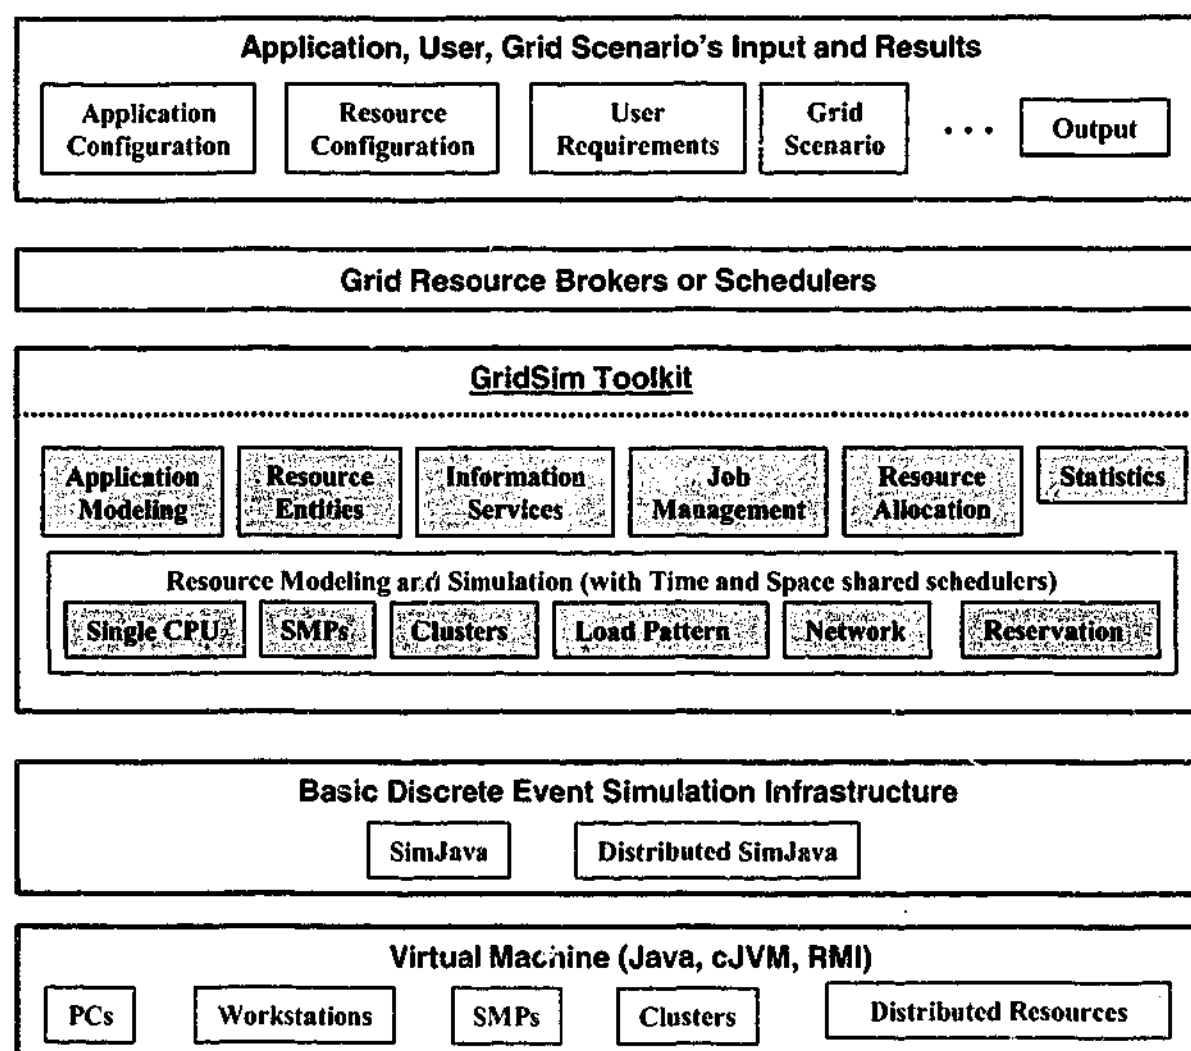 Application, User, Grid Scenario's Input and Results
Application
Configuration
Resource
Configuration
User
Requirements
Grid
Scenario
. . .
Output
Grid Resource Brokers or Schedulers
GridSim Toolkit
Application
Modeling
Resource
Entities
Information
Services
Job
Management
Resource
Allocation
Statistics
Resource Modeling and Simulation (with Time and Space shared schedulers)
Single CPU
SMPs
Clusters
Load Pattern
Network
Reservation
Basic Discrete Event Simulation Infrastructure
SimJava
Distributed SimJava
Virtual Machine (Java, cJVM, RMI)
PCs
Workstations
SMPs
Clusters
Distributed Resources